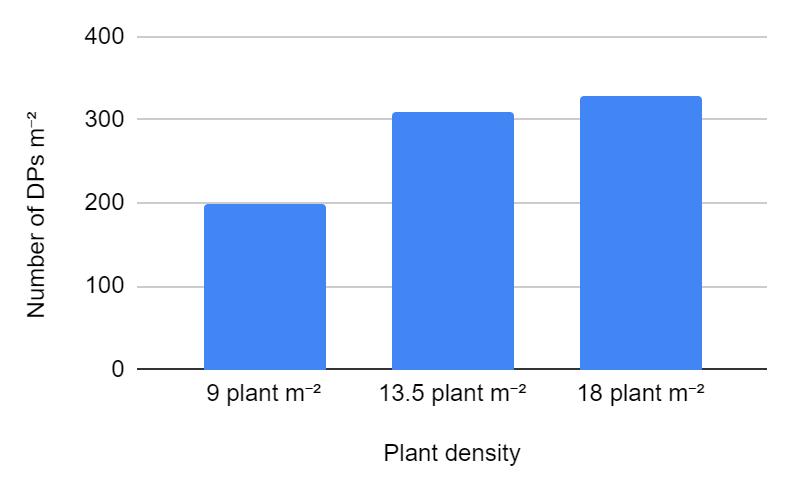 Number of DPs m⁻²
400
300
200
100
0
9 plant m⁻²
13.5 plant m⁻²
18 plant m⁻²
Plant density